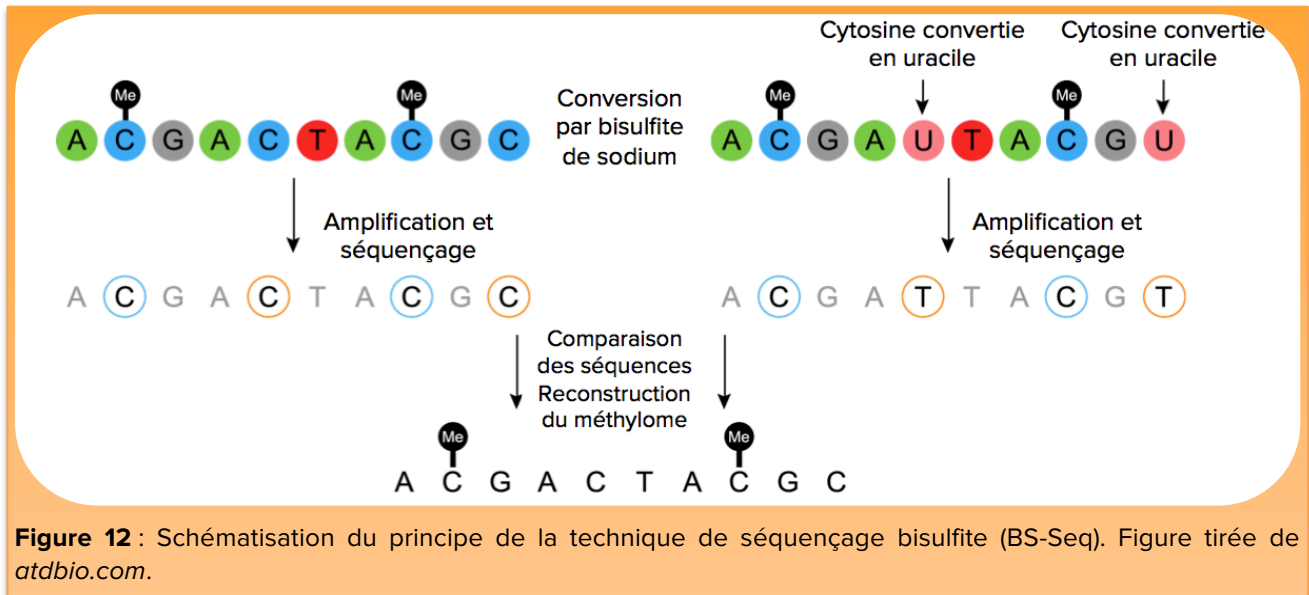 Cytosine convertie
en uracile
Cytosine convertie
en uracile
Me
Me
A C G A C T A C G C
Conversion
par bisulfite
de sodium
Me
Me
A C G A U T A C G U
Amplification et
séquençage
Amplification et
séquençage
A C G A C T A C G C
A C G A T T A C G T
Comparaison
des séquences
Reconstruction
du méthylome
Me
Me
A C G A C T A C G C
Figure 12 : Schématisation du principe de la technique de séquençage bisulfite (BS-Seq). Figure tirée de
atdbio.com.